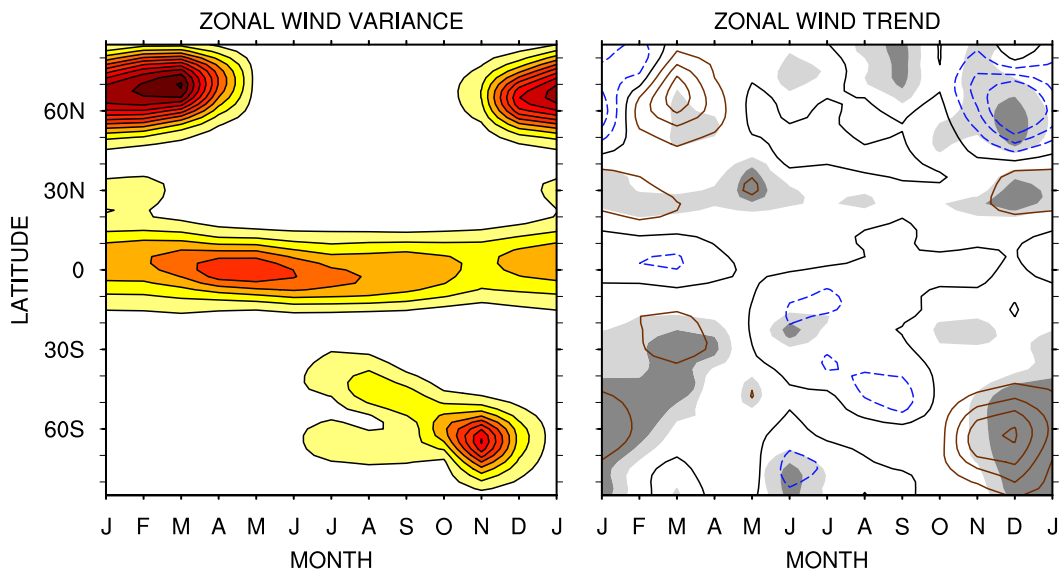 ZONAL WIND VARIANCE
ZONAL WIND TREND
LATITUDE
60N
30N
0
30S
60S
J F M A M J J A S O N D J
MONTH
J F M A M J J A S O N D J
MONTH